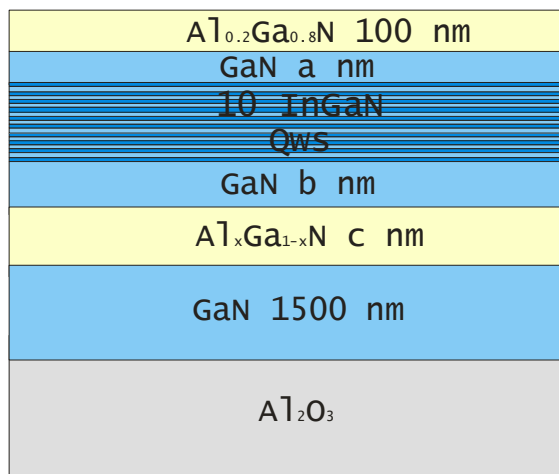 Al₀.₂Ga₀.₈N 100 nm
GaN a nm
10 InGaN
Qws
GaN b nm
AlₓGa₁₋ₓN c nm
GaN 1500 nm
Al₂O₃